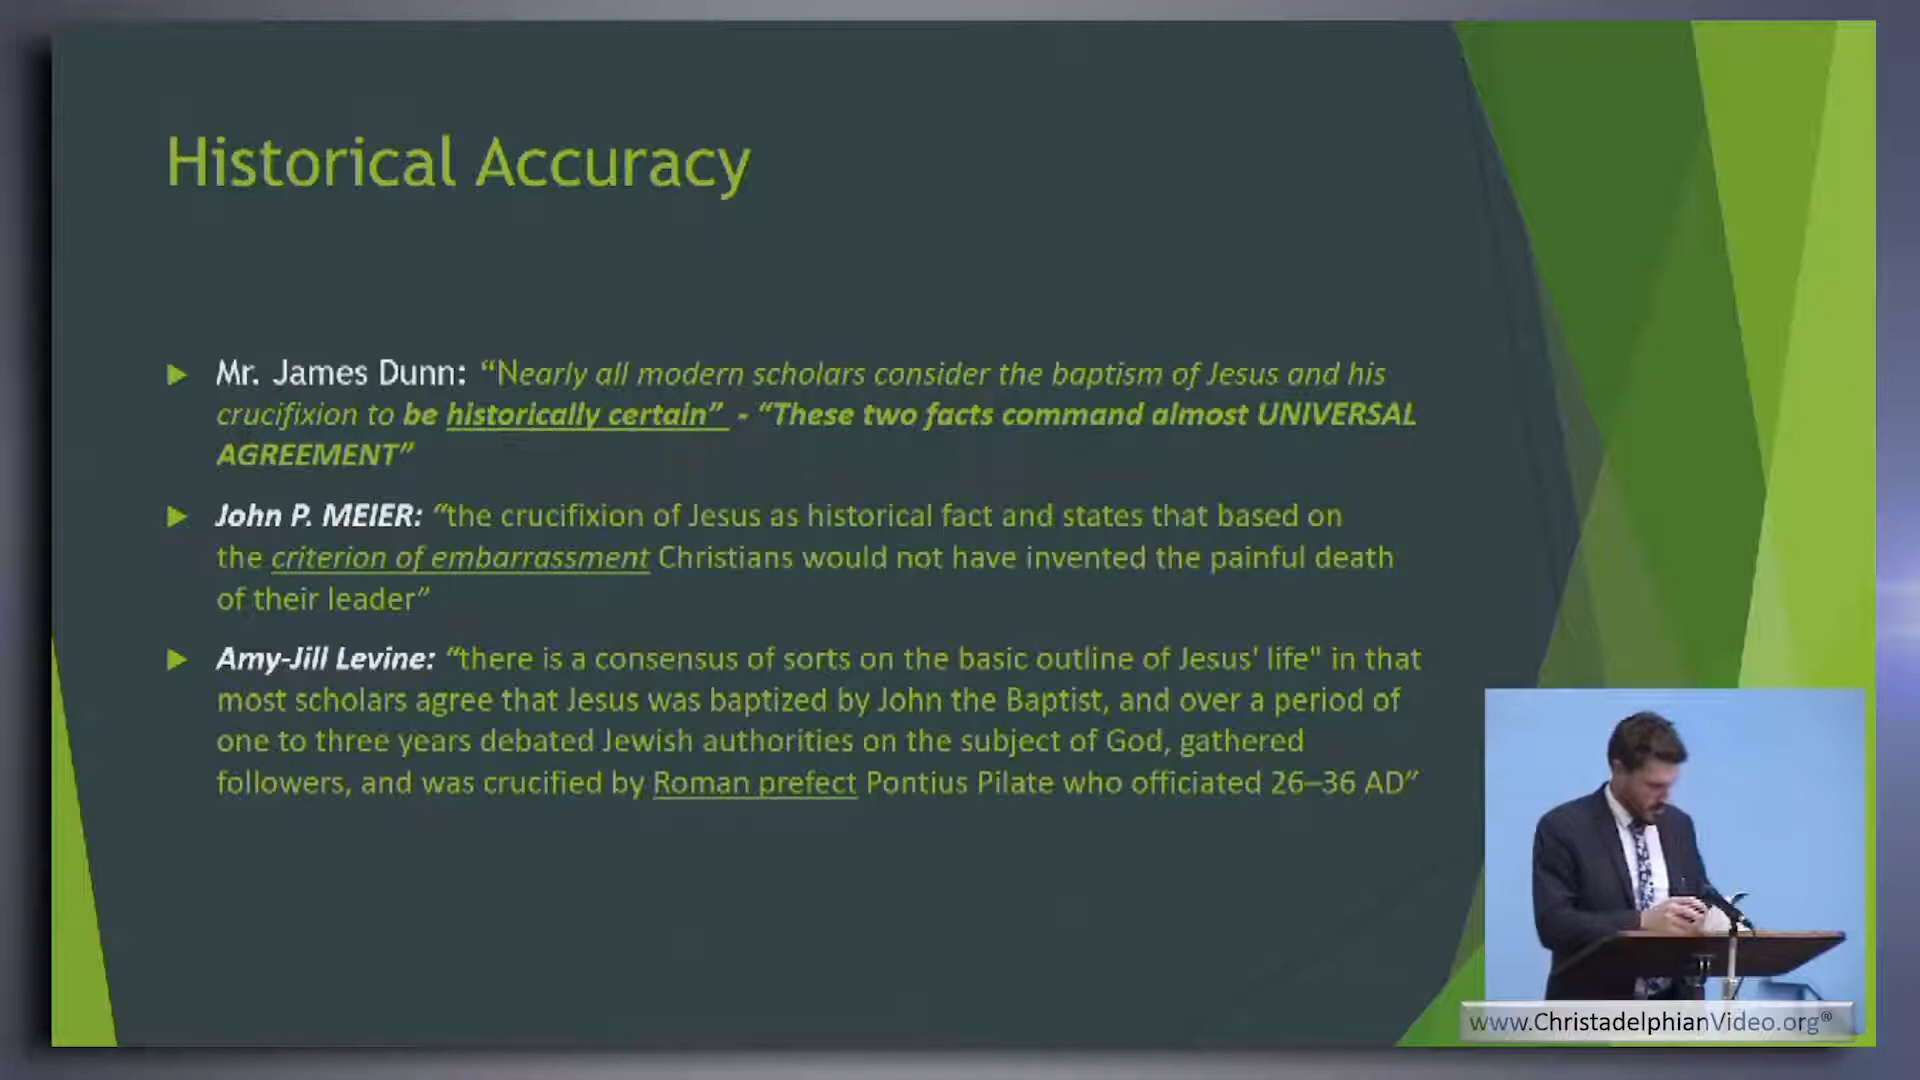 Historical Accuracy
Mr. James Dunn: “Nearly all modern scholars consider the baptism of Jesus and his
crucifixion to be historically certain” - “These two facts command almost UNIVERSAL
AGREEMENT”
John P. MEIER: “the crucifixion of Jesus as historical fact and states that based on
the criterion of embarrassment Christians would not have invented the painful death
of their leader”
Amy-Jill Levine: “there is a consensus of sorts on the basic outline of Jesus' life" in that
most scholars agree that Jesus was baptized by John the Baptist, and over a period of
one to three years debated Jewish authorities on the subject of God, gathered
followers, and was crucified by Roman prefect Pontius Pilate who officiated 26–36 AD”
www.ChristadelphianVideo.org®